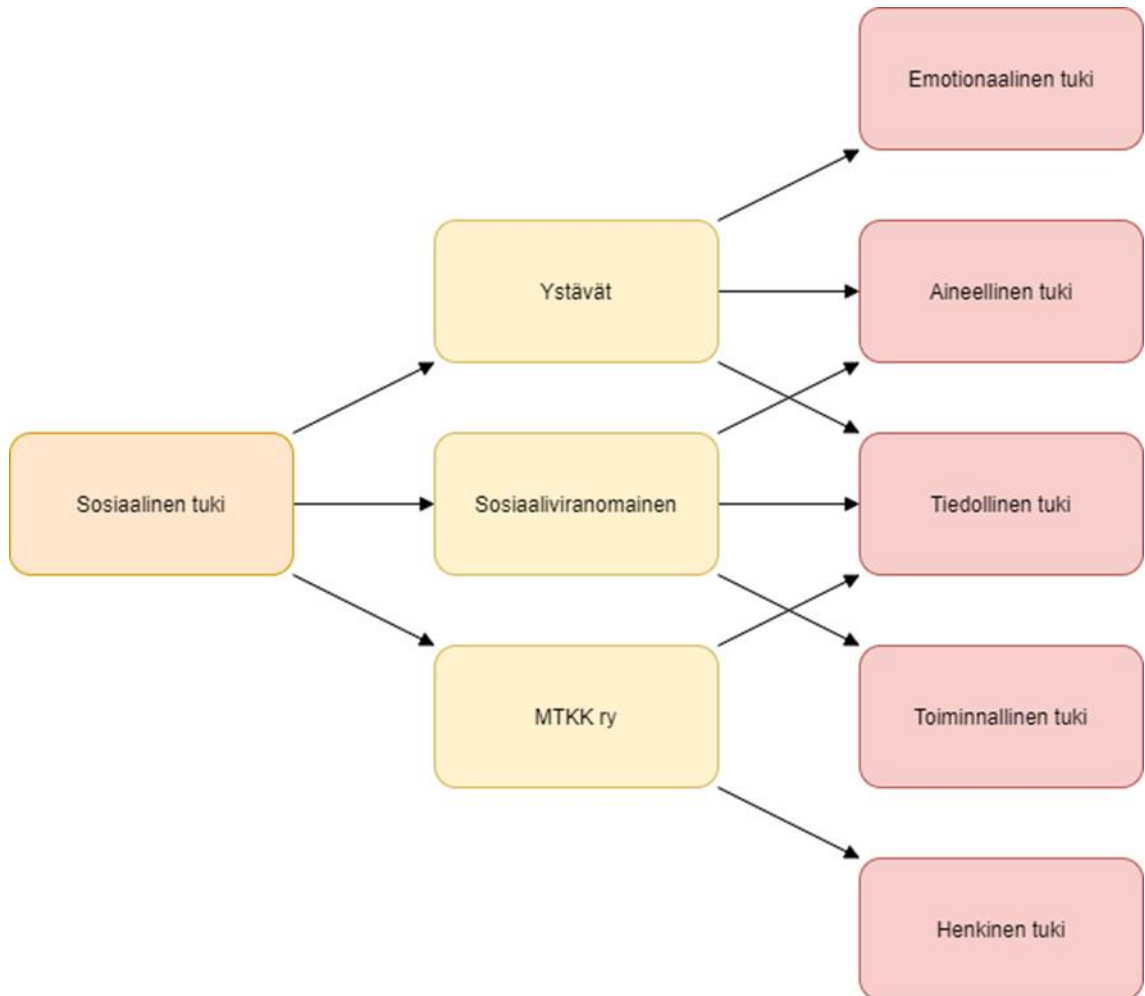 Emotionaalinen tuki
Ystävät
Aineellinen tuki
Sosiaalinen tuki
Sosiaaliviranomainen
Tiedollinen tuki
MTKK ry
Toiminnallinen tuki
Henkinen tuki